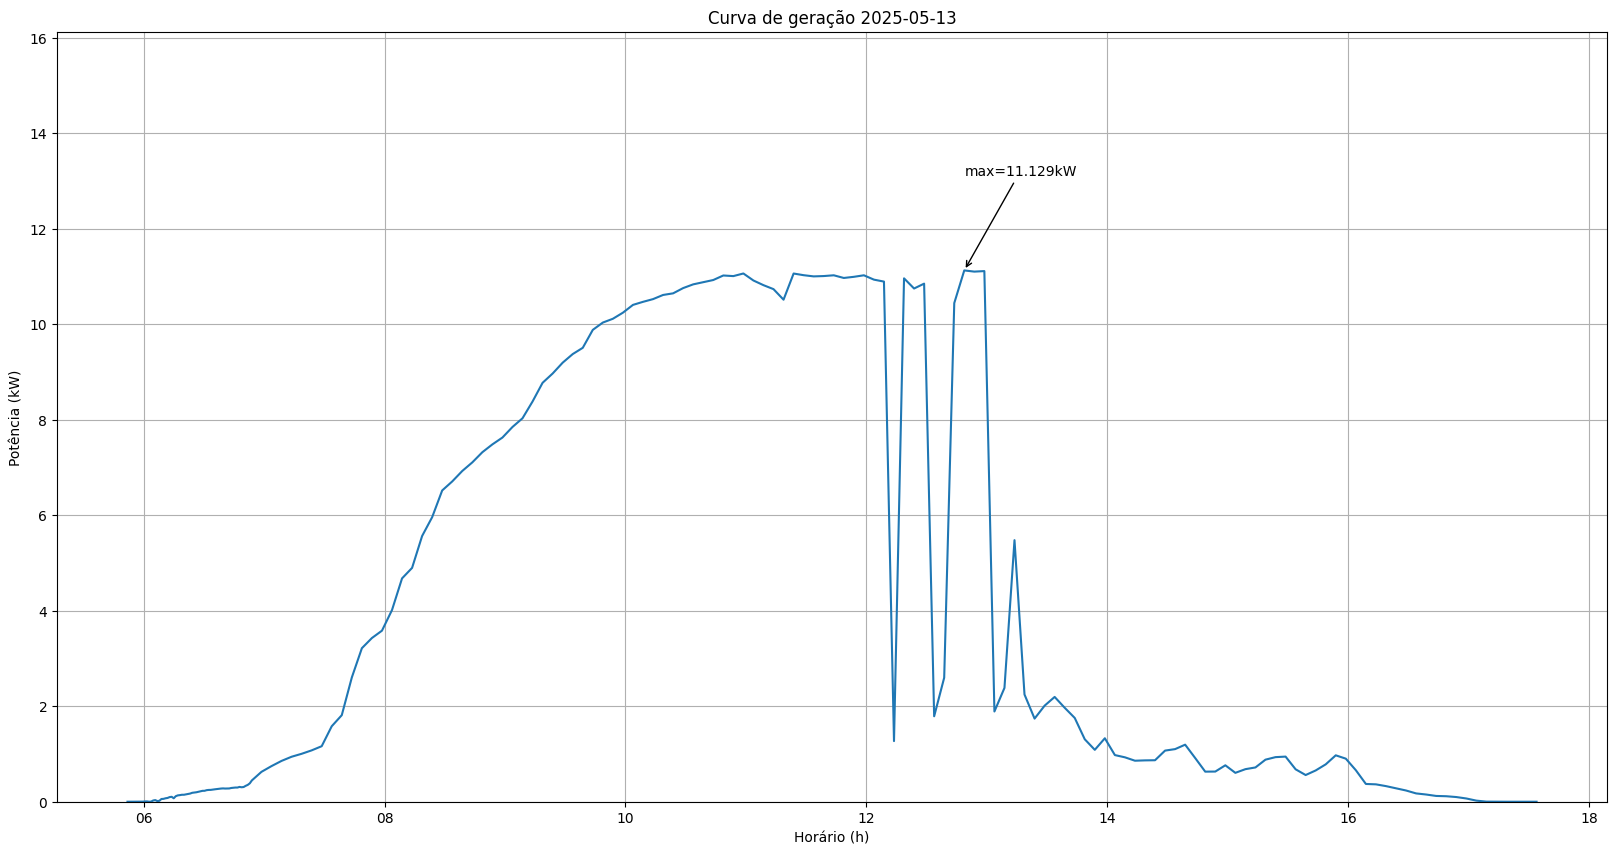 Curva de geração 2025-05-13
16
14
max=11.129kW
12
10
8
6
4
2
0
Potência (kW)
06 08 10 12 14 16 18
Horário (h)